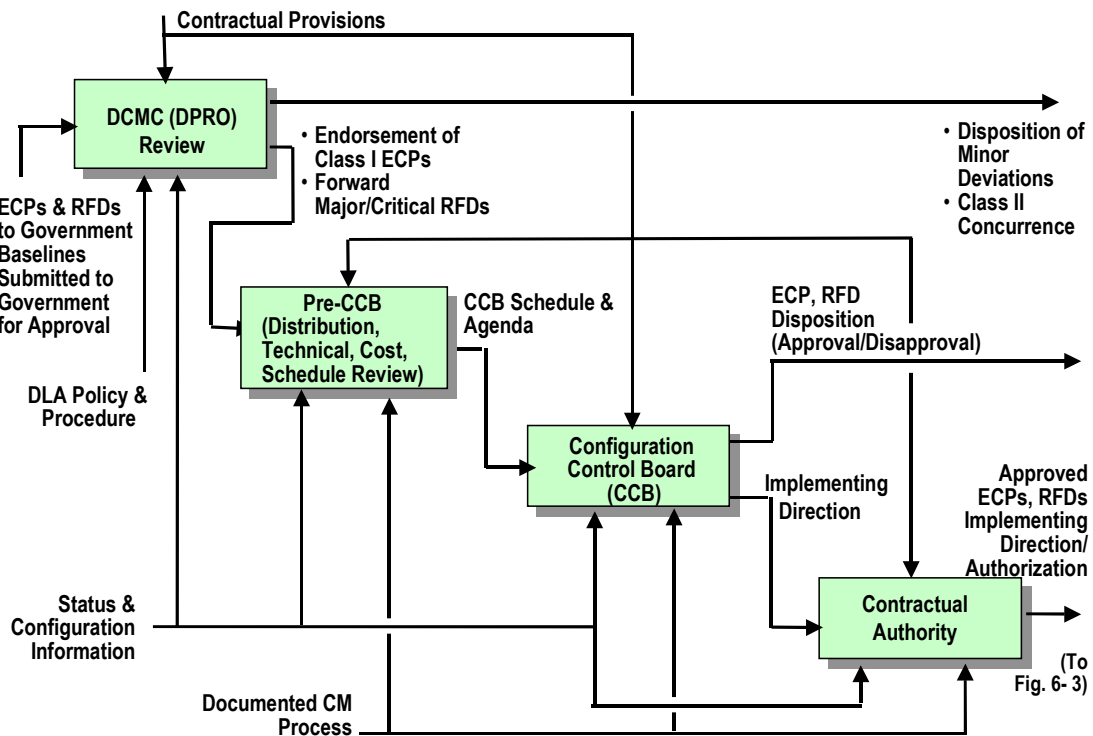 Contractual Provisions
DCMC (DPRO)
Review
• Endorsement of
Class I ECPs
• Forward
Major/Critical RFDs
• Disposition of
Minor
Deviations
• Class II
Concurrence
ECPs & RFDs
to Government
Baselines
Submitted to
Government
for Approval
Pre-CCB
(Distribution,
Technical, Cost,
Schedule Review)
CCB Schedule &
Agenda
ECP, RFD
Disposition
(Approval/Disapproval)
DLA Policy &
Procedure
Configuration
Control Board
(CCB)
Implementing
Direction
Approved
ECPs, RFDs
Implementing
Direction/
Authorization
Contractual
Authority
Status &
Configuration
Information
(To
Fig. 6- 3)
Documented CM
Process